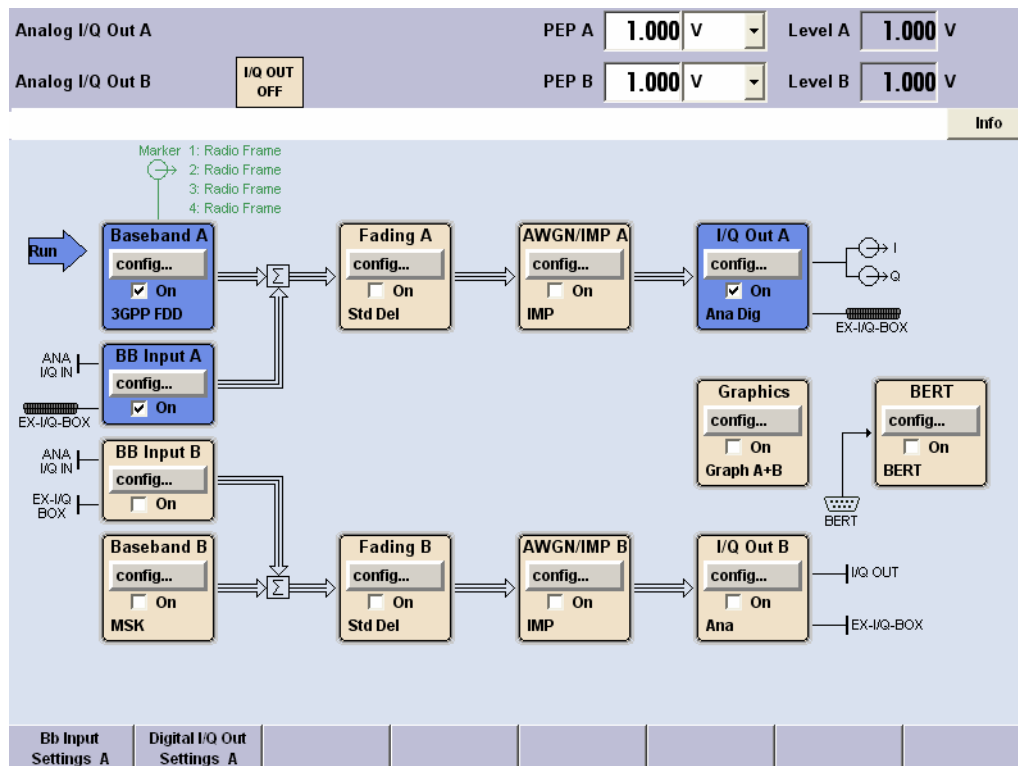 Analog I/Q Out A
PEP A 1.000 V Level A 1.000 V
Analog I/Q Out B
I/Q OUT
OFF
PEP B 1.000 V Level B 1.000 V
Info
Marker 1: Radio Frame
2: Radio Frame
3: Radio Frame
4: Radio Frame
Run
Baseband A
config...
On
3GPP FDD
Σ
Fading A
config...
On
Std Del
AWGN/IMP A
config...
On
IMP
I/Q Out A
config...
On
Ana Dig
I
Q
EX-I/Q-BOX
ANA
I/Q IN
EX-I/Q-BOX
BB Input A
config...
On
Graphics
config...
On
Graph A+B
BERT
config...
On
BERT
BERT
ANA
I/Q IN
EX-I/Q
BOX
BB Input B
config...
On
Baseband B
config...
On
MSK
Σ
Fading B
config...
On
Std Del
AWGN/IMP B
config...
On
IMP
I/Q Out B
config...
On
Ana
I/Q OUT
EX-I/Q-BOX
Bb Input
Settings A
Digital I/Q Out
Settings A